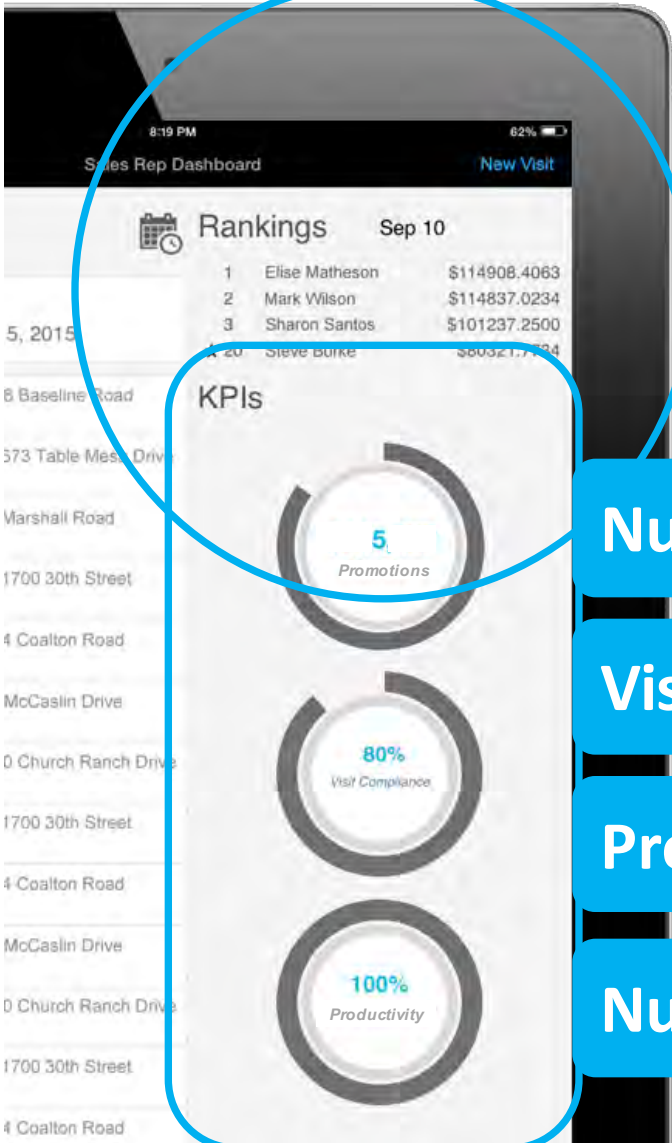 8:19 PM 62%
Sales Rep Dashboard New Visit
Rankings Sep 10
1 Elise Matheson $114908.4063
2 Mark Wilson $114837.0234
3 Sharon Santos $101237.2500
20 Steve Burke
5, 2015
KPIs
8 Baseline Road
573 Table Mesa Drive
Marshall Road
1700 30th Street
4 Coalton Road
McCaslin Drive
0 Church Ranch Drive
1700 30th Street
4 Coalton Road
McCaslin Drive
0 Church Ranch Drive
1700 30th Street
4 Coalton Road
5
Promotions
80%
Visit Compliance
100%
Productivity
Nu
Vis
Pro
Nu